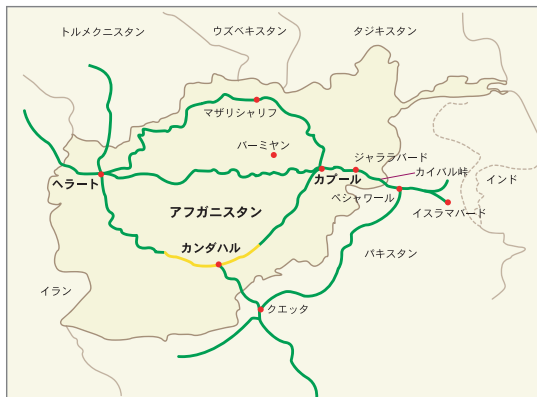 トルメクニスタン
ウズベキスタン
タジキスタン
マザリシャリフ
バーミヤン
ジャララバード
カイバル峠
インド
ヘラート
カブール
ペシャワール
イスラマバード
アフガニスタン
カンダハル
パキスタン
イラン
クエッタ